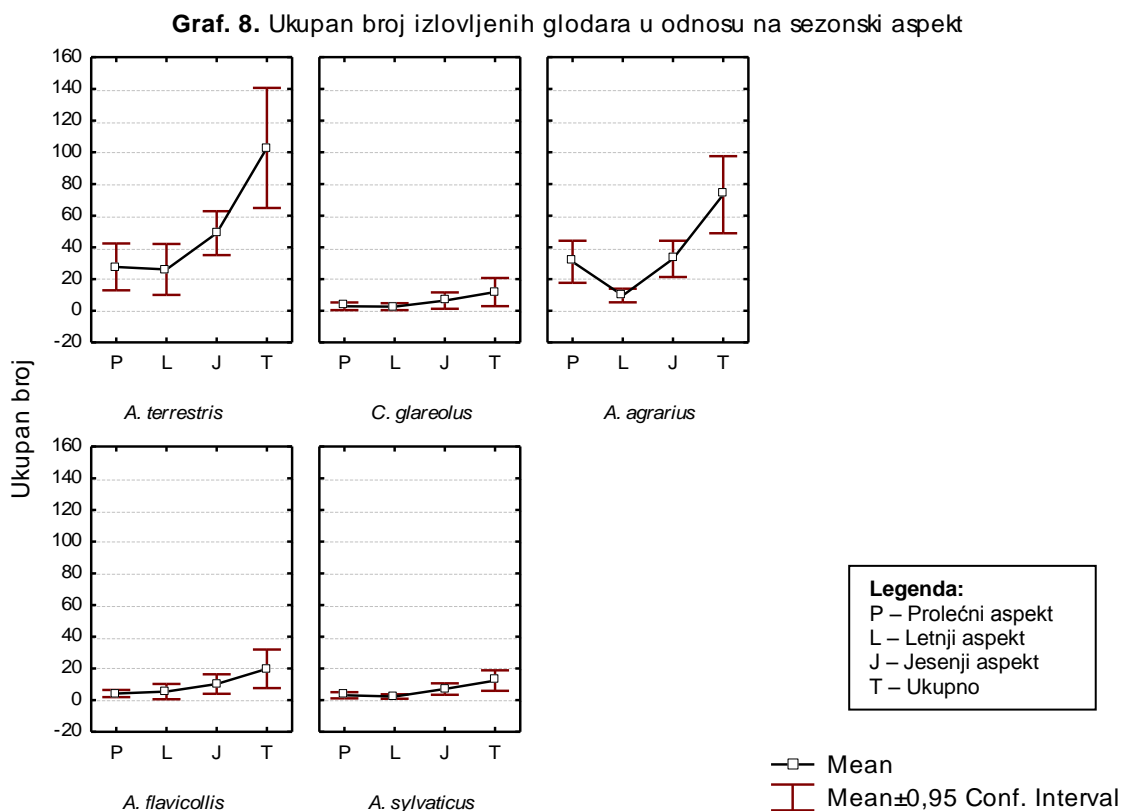 Graf. 8. Ukupan broj izlovljenih glodara u odnosu na sezonski aspekt
160
140
120
100
80
60
40
20
0
-20
P L J T
P L J T
P L J T
A. terrestris
C. glareolus
A. agrarius
Ukupan broj
160
140
120
100
80
60
40
20
0
-20
P L J T
P L J T
A. flavicollis
A. sylvaticus
Legenda:
P – Prolećni aspekt
L – Letnji aspekt
J – Jesenji aspekt
T – Ukupno
Mean
Mean±0,95 Conf. Interval